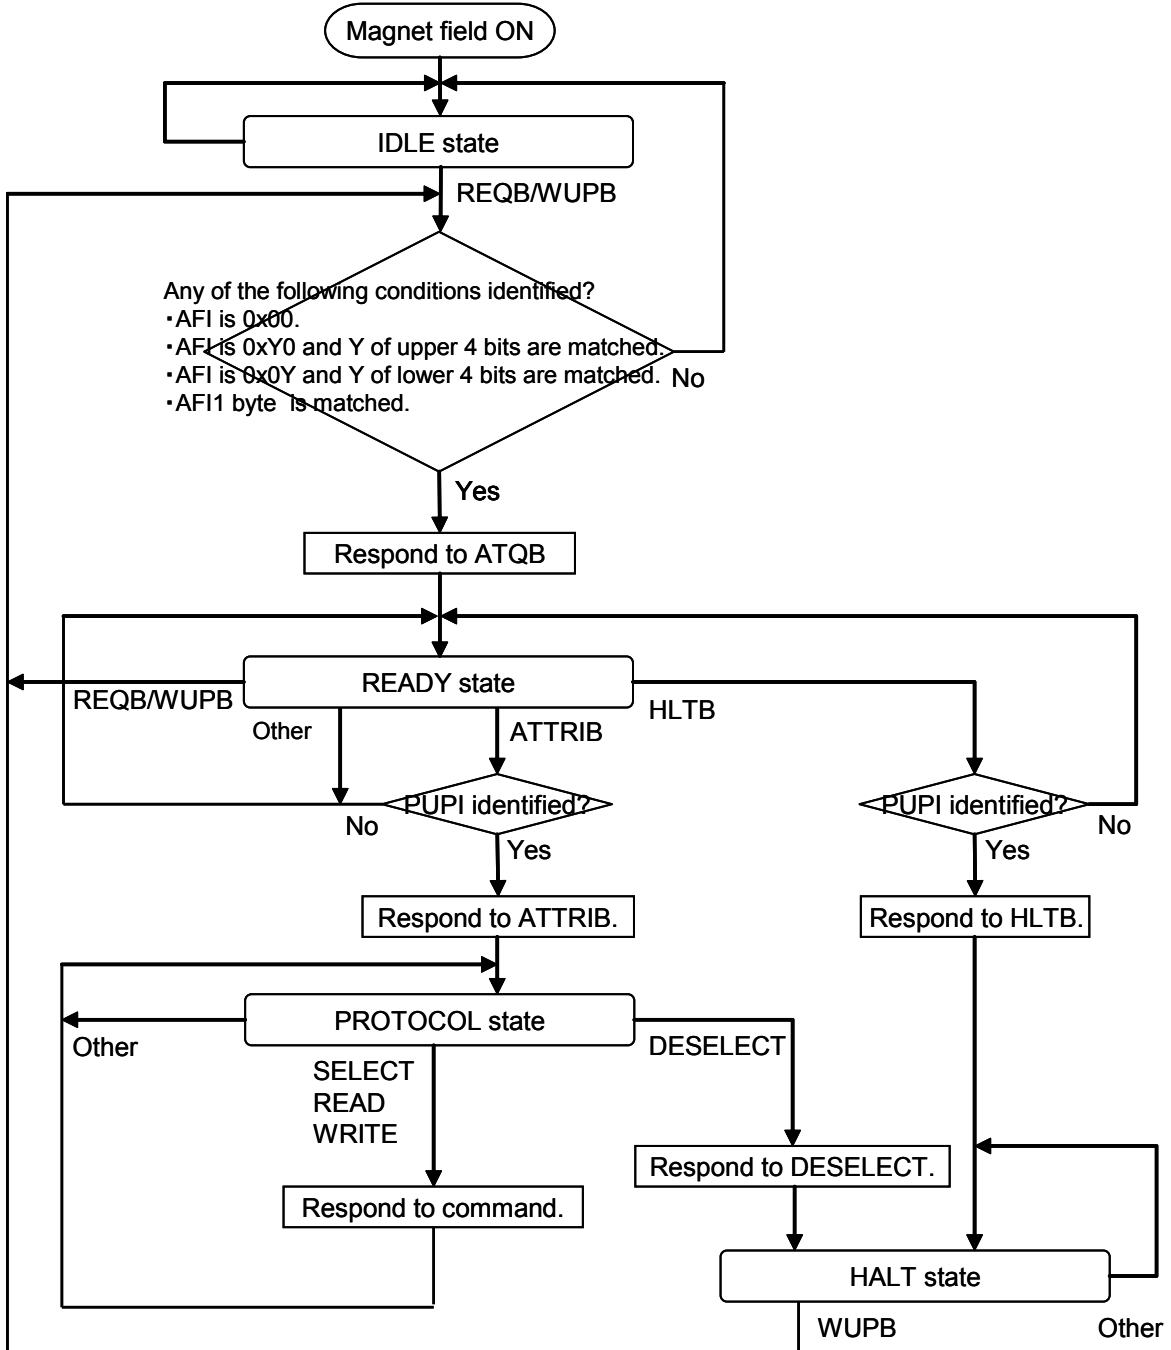 Magnet field ON
IDLE state
REQB/WUPB
Any of the following conditions identified?
・AFI is 0x00.
・AFI is 0xY0 and Y of upper 4 bits are matched.
・AFI is 0x0Y and Y of lower 4 bits are matched.
No
・AFI1 byte  is matched.
Yes
Respond to ATQB
READY state
REQB/WUPB
Other
ATTRIB
HLTB
PUPI identified?
No
Yes
PUPI identified?
No
Yes
Respond to ATTRIB.
Respond to HLTB.
PROTOCOL state
Other
SELECT
READ
WRITE
DESELECT
Respond to DESELECT.
Respond to command.
HALT state
WUPB
Other